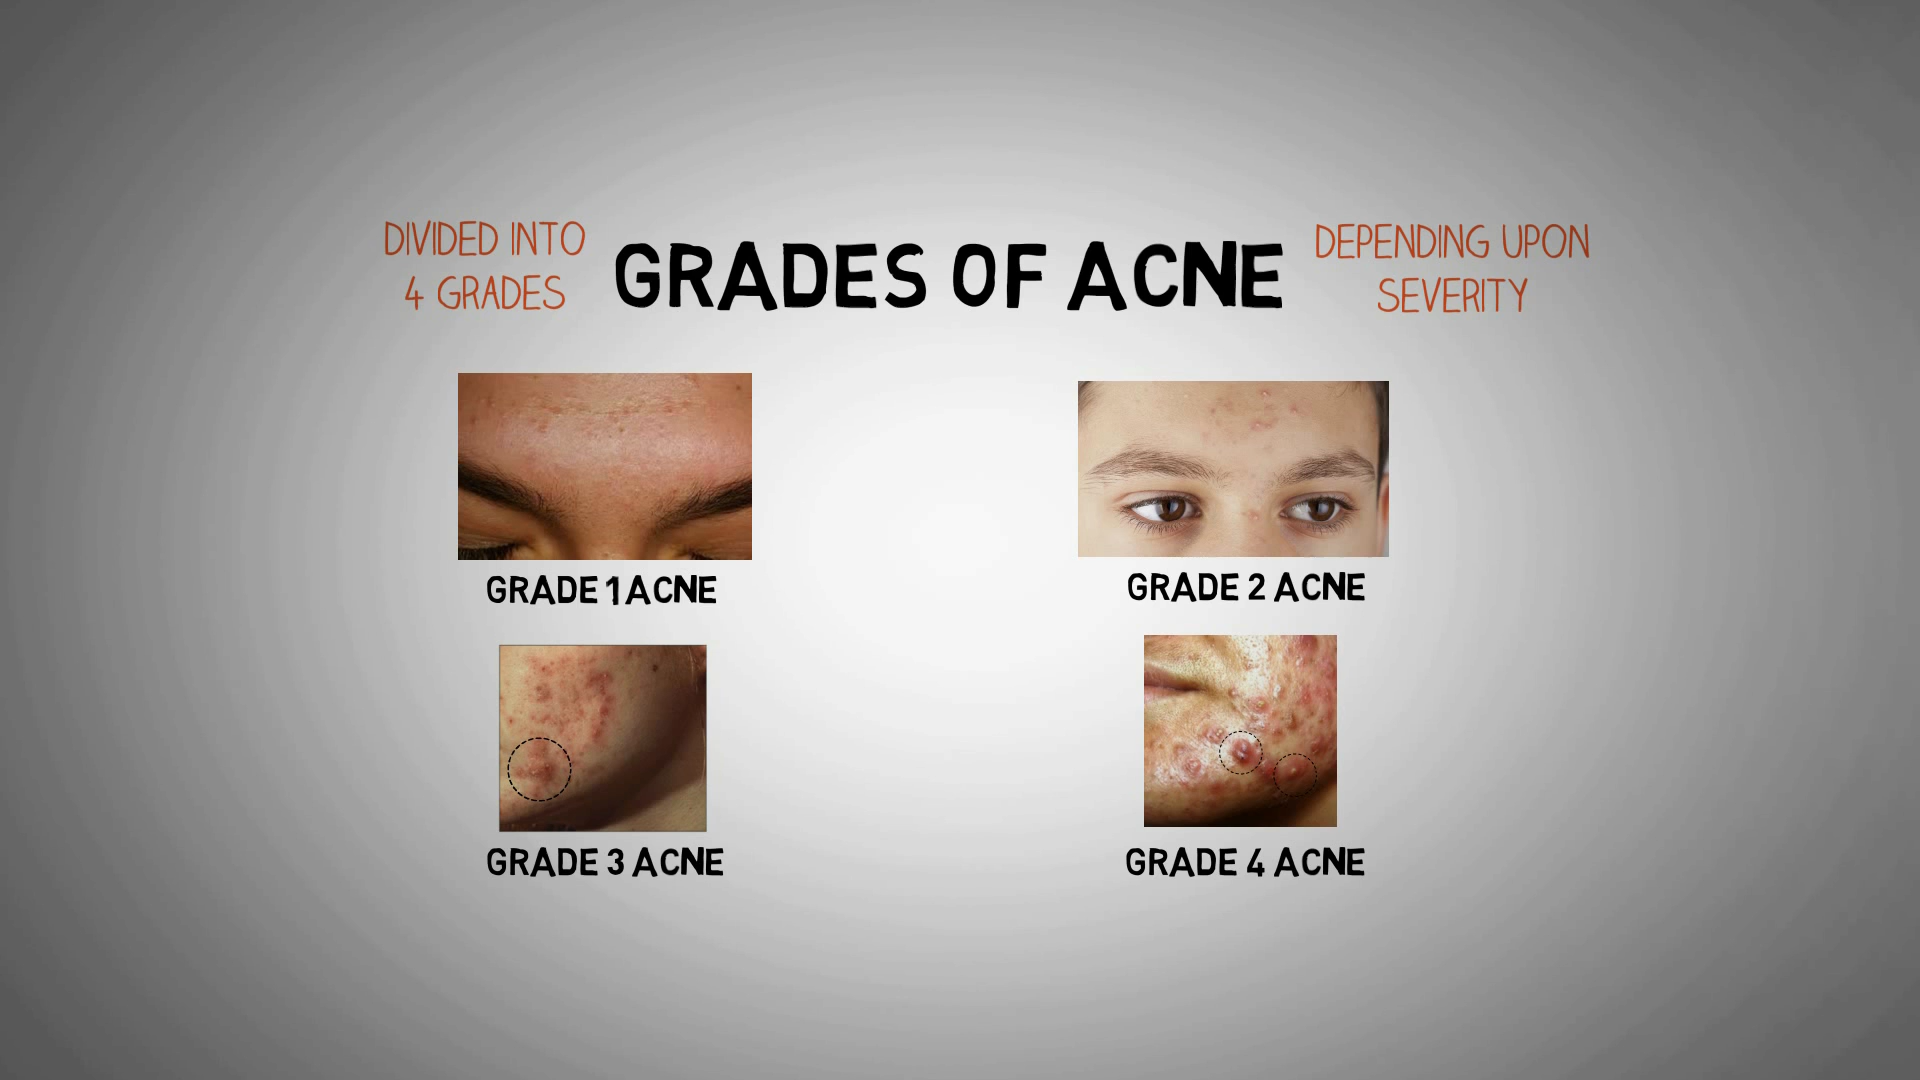 DIVIDED INTO
4 GRADES
GRADES OF ACNE
DEPENDING UPON
SEVERITY
GRADE 1 ACNE
GRADE 2 ACNE
GRADE 3 ACNE
GRADE 4 ACNE